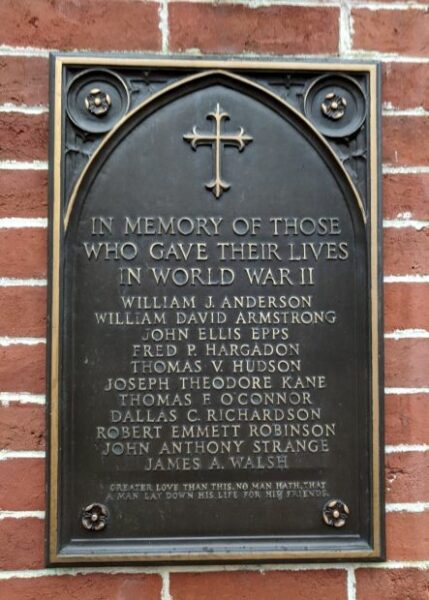 IN MEMORY OF THOSE
WHO GAVE THEIR LIVES
IN WORLD WAR II
WILLIAM J. ANDERSON
WILLIAM DAVID ARMSTRONG
JOHN ELLIS EPPS
FRED P. HARGADON
THOMAS V. HUDSON
JOSEPH THEODORE KANE
THOMAS F. O'CONNOR
DALLAS C. RICHARDSON
ROBERT EMMETT ROBINSON
JOHN ANTHONY STRANGE
JAMES A. WALSH
GREATER LOVE THAN THIS, NO MAN HATH, THAT
A MAN LAY DOWN HIS LIFE FOR HIS FRIENDS.